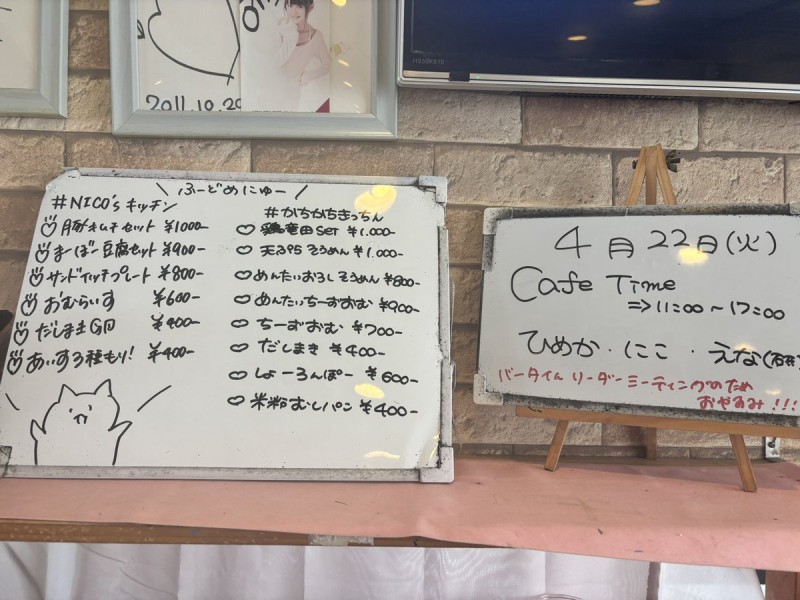 2011.10.29
HS50K610
ふーどめにゅー
#NICO'sキッチン
豚キムチセット ¥1000-
まーぼー豆腐セット ¥900-
サンドイッチプレート ¥800-
おむらいす ¥600-
だしまき ¥400-
あいす3種もり! ¥400-
#かちかちきっちん
鶏竜田set ¥1.000-
天ぷらそうめん ¥1.000-
めんたいおろしそうめん ¥800-
めんたいちーずおむ ¥900-
ちーずおむ ¥700-
だしまき ¥400-
しょーろんぽー ¥600-
米粉むしパン ¥400-
4月22日(火)
Cafe Time
⇒11:00～17:00
ひめか・にこ・えな
バータイム リーダーミーティングのため
おやすみ!!!